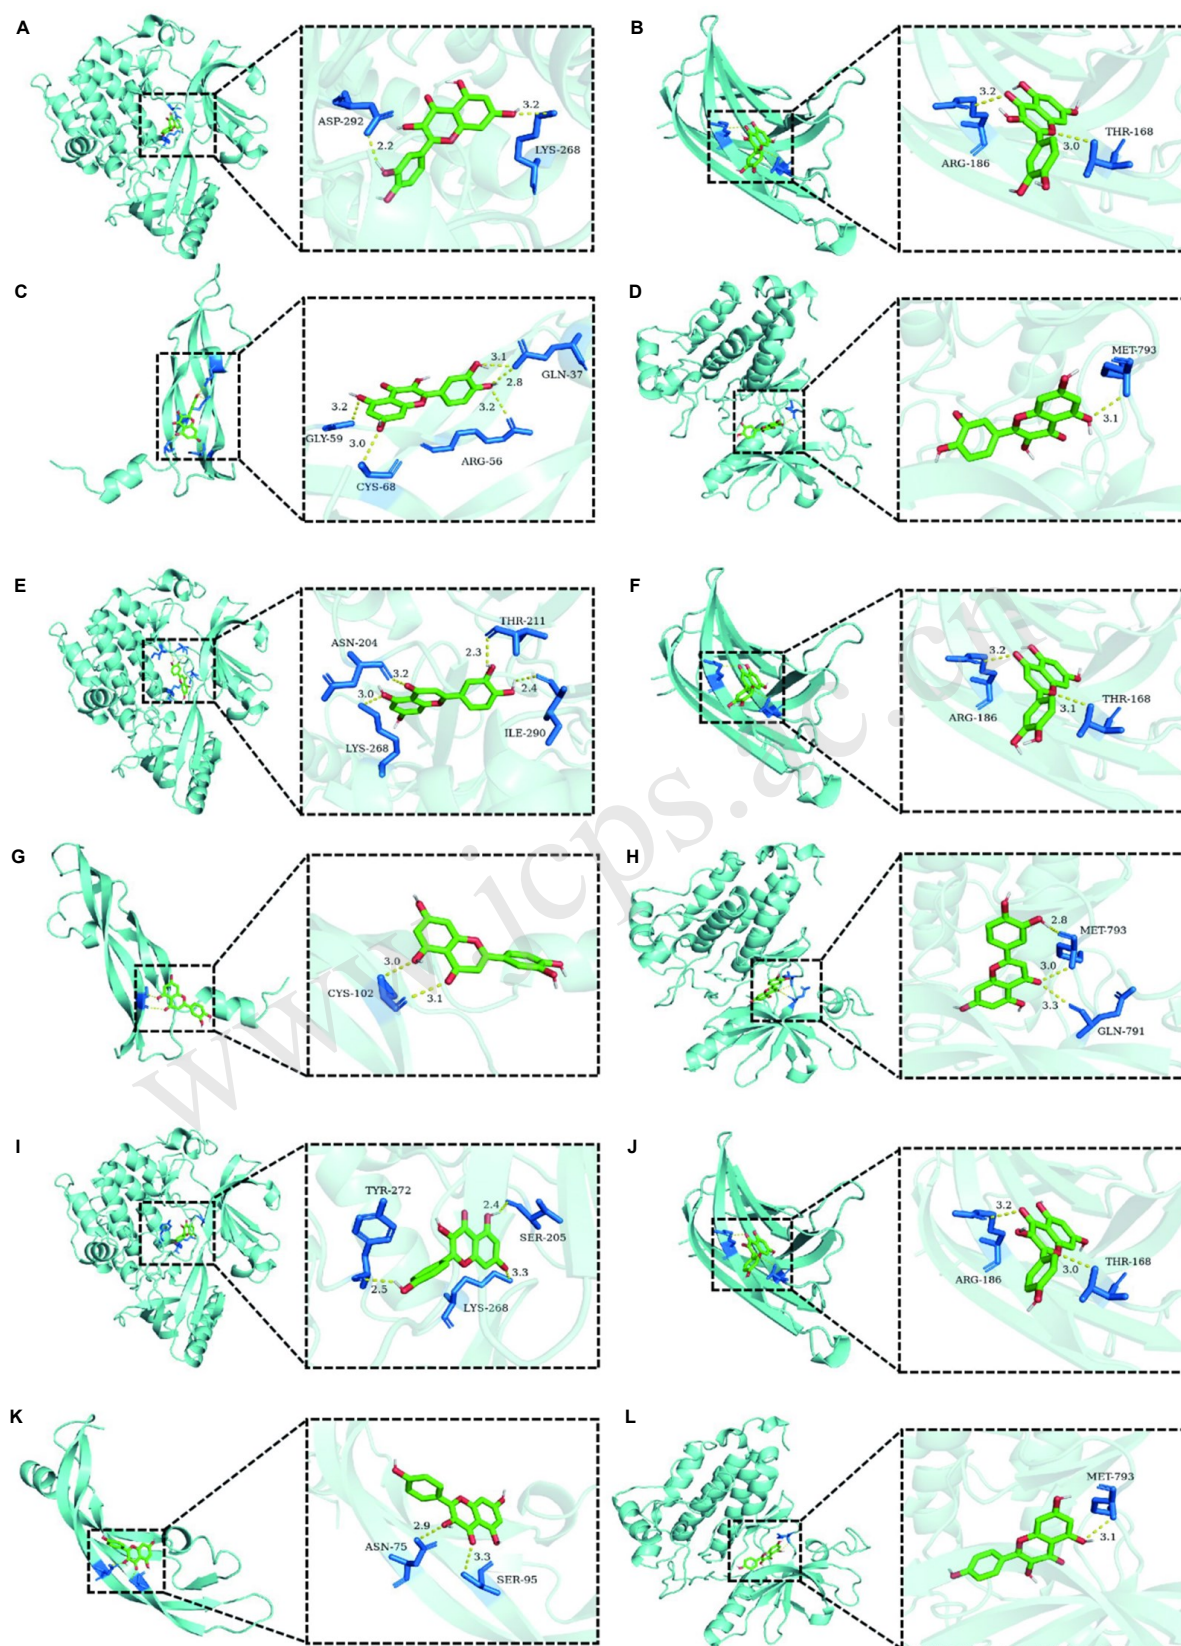 A
ASP-292
2.2
3.2
LYS-268
B
3.2
ARG-186
3.0
THR-168
C
3.1
2.8
GLN-37
3.2
3.2
GLY-59
3.0
ARG-56
CYS-68
D
MET-793
3.1
E
THR-211
ASN-204
2.3
3.2
3.0
2.4
ILE-290
LYS-268
F
3.2
ARG-186
3.1
THR-168
G
3.0
CYS-102
3.1
H
2.8
MET-793
3.0
3.3
GLN-791
I
TYR-272
2.4
SER-205
3.3
2.5
LYS-268
J
3.2
ARG-186
3.0
THR-168
K
2.9
ASN-75
3.3
SER-95
L
MET-793
3.1
www.jcps.ac.cn